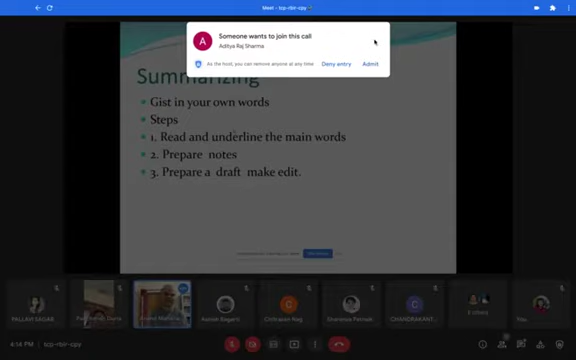 Meet - tcp-rbir-cpy
A
Someone wants to join this call
Aditya Raj Sharma
As the host, you can remove anyone at any time
Deny entry
Admit
Summarizing
Gist in your own words
Steps
1. Read and underline the main words
2. Prepare notes
3. Prepare a draft make edit.
PALLAVI SAGAR
CHANDRAKANT...
You
4:14 PM
tcp-rbir-cpy